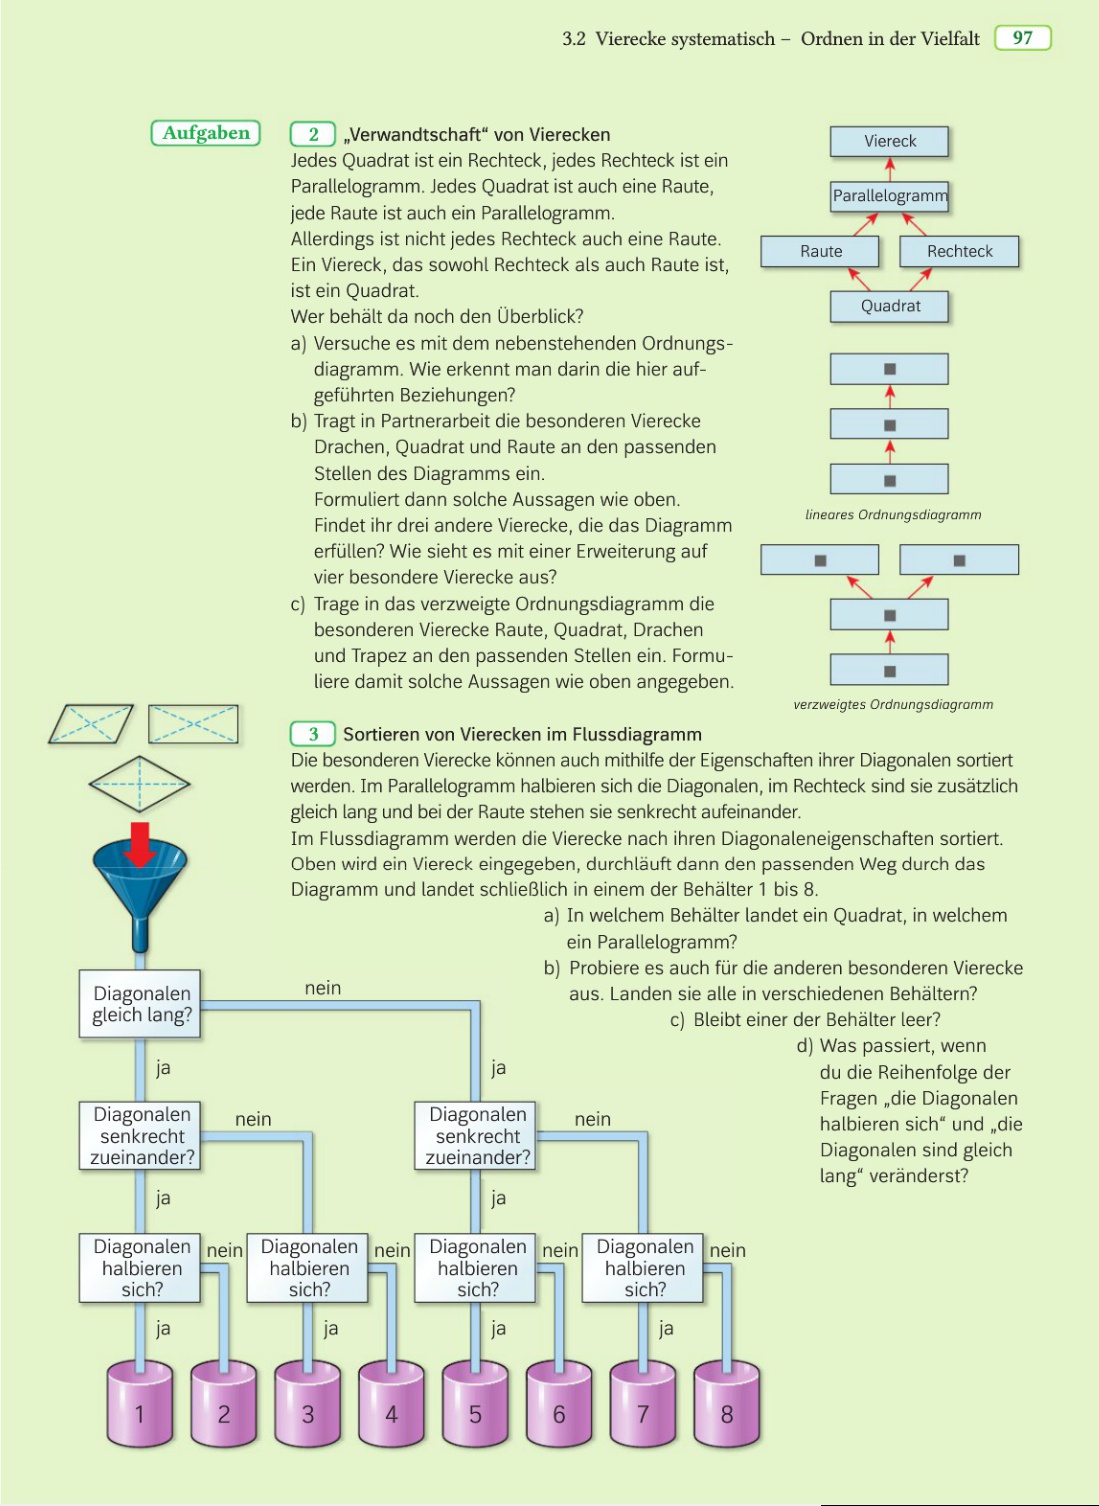 3.2 Vierecke systematisch – Ordnen in der Vielfalt 97
Aufgaben
2 „Verwandtschaft“ von Vierecken
Jedes Quadrat ist ein Rechteck, jedes Rechteck ist ein
Parallelogramm. Jedes Quadrat ist auch eine Raute,
jede Raute ist auch ein Parallelogramm.
Allerdings ist nicht jedes Rechteck auch eine Raute.
Ein Viereck, das sowohl Rechteck als auch Raute ist,
ist ein Quadrat.
Wer behält da noch den Überblick?
a) Versuche es mit dem nebenstehenden Ordnungs-
diagramm. Wie erkennt man darin die hier auf-
geführten Beziehungen?
b) Tragt in Partnerarbeit die besonderen Vierecke
Drachen, Quadrat und Raute an den passenden
Stellen des Diagramms ein.
Formuliert dann solche Aussagen wie oben.
Findet ihr drei andere Vierecke, die das Diagramm
erfüllen? Wie sieht es mit einer Erweiterung auf
vier besondere Vierecke aus?
c) Trage in das verzweigte Ordnungsdiagramm die
besonderen Vierecke Raute, Quadrat, Drachen
und Trapez an den passenden Stellen ein. Formu-
liere damit solche Aussagen wie oben angegeben.
Viereck
Parallelogramm
Raute
Rechteck
Quadrat
lineares Ordnungsdiagramm
verzweigtes Ordnungsdiagramm
3 Sortieren von Vierecken im Flussdiagramm
Die besonderen Vierecke können auch mithilfe der Eigenschaften ihrer Diagonalen sortiert
werden. Im Parallelogramm halbieren sich die Diagonalen, im Rechteck sind sie zusätzlich
gleich lang und bei der Raute stehen sie senkrecht aufeinander.
Im Flussdiagramm werden die Vierecke nach ihren Diagonaleneigenschaften sortiert.
Oben wird ein Viereck eingegeben, durchläuft dann den passenden Weg durch das
Diagramm und landet schließlich in einem der Behälter 1 bis 8.
a) In welchem Behälter landet ein Quadrat, in welchem
ein Parallelogramm?
b) Probiere es auch für die anderen besonderen Vierecke
aus. Landen sie alle in verschiedenen Behältern?
c) Bleibt einer der Behälter leer?
d) Was passiert, wenn
du die Reihenfolge der
Fragen „die Diagonalen
halbieren sich“ und „die
Diagonalen sind gleich
lang“ veränderst?
Diagonalen
gleich lang?
nein
ja
ja
Diagonalen
senkrecht
zueinander?
nein
Diagonalen
senkrecht
zueinander?
nein
ja
ja
Diagonalen
halbieren
sich?
nein
Diagonalen
halbieren
sich?
nein
Diagonalen
halbieren
sich?
nein
Diagonalen
halbieren
sich?
nein
ja
ja
ja
ja
1
2
3
4
5
6
7
8